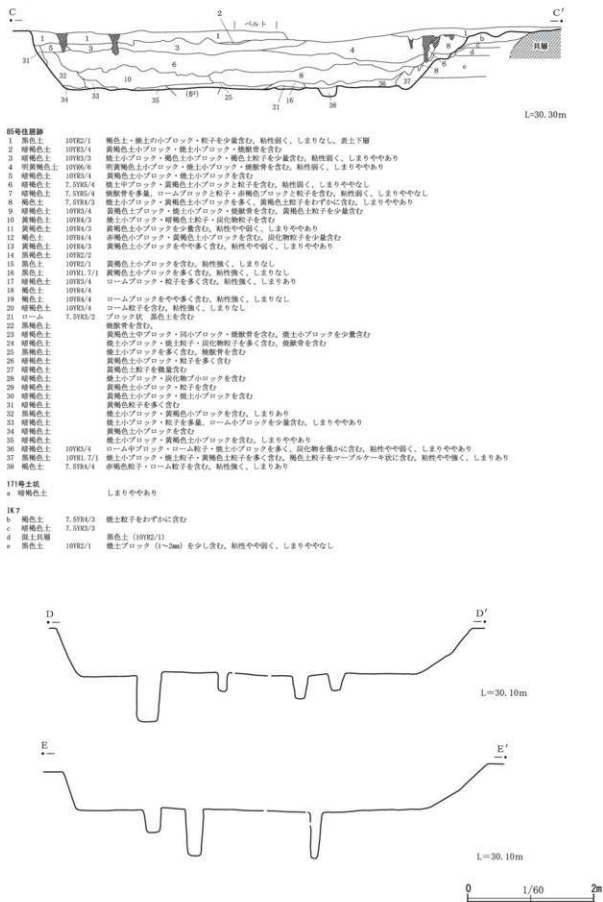 C C′
2
｜ ベルト ｜
1 1 1 1 b
5 3 3 4 8 c 貝層
31 6 6 d
32 10 8 37 e
34 33 35 (炉) 25 21 16 38 36
L=30.30m
85号住居跡
1 黒色土 10YR2/1 褐色土・焼土の小ブロック・粒子を少量含む。粘性弱く、しまりなし。表土下層
2 暗褐色土 10YR3/4 黄褐色土小ブロック・焼土小ブロック・焼獣骨を含む
3 暗褐色土 10YR3/3 焼土小ブロック・褐色土小ブロック・褐色土粒子を少量含む。粘性弱く、しまりややあり
4 明黄褐色土 10YR6/6 明黄褐色土小ブロック・焼土小ブロック・焼獣骨を含む。粘性弱く、しまりややあり
5 暗褐色土 10YR3/4 黄褐色土小ブロック・焼土小ブロックを含む
6 暗褐色土 7.5YR5/4 焼土中ブロック・黄褐色土小ブロックと粒子を含む。粘性弱く、しまりややなし
7 暗褐色土 7.5YR5/4 焼獣骨を多量、ロームブロックと粒子・赤褐色ブロックと粒子を含む。粘性弱く、しまりややなし
8 褐色土 7.5YR4/3 焼土小ブロック・黄褐色土小ブロックを多く、黄褐色土粒子をわずかに含む。しまりややあり
9 暗褐色土 10YR3/4 黄褐色土ブロック・焼土小ブロック・焼獣骨を含む。黄褐色土粒子を少量含む
10 黄褐色土 10YR4/3 焼土小ブロック・暗褐色土粒子・炭化物粒子を含む
11 黄褐色土 10YR4/3 黄褐色土小ブロックを少量含む。粘性やや弱く、しまりややあり
12 褐色土 10YR4/4 赤褐色小ブロック・黄褐色土小ブロックを含む。炭化物粒子を少量含む
13 黄褐色土 10YR4/3 黄褐色土小ブロックをやや多く含む。粘性やや弱く、しまりややあり
14 黒褐色土 10YR2/2
15 黒色土 10YR2/1 黄褐色土小ブロックを含む。粘性強く、しまりなし
16 黒色土 10YR1.7/1 黄褐色土小ブロックを多く含む。粘性強く、しまりなし
17 暗褐色土 10YR3/4 ロームブロック・粒子を多く含む。粘性強く、しまりあり
18 褐色土 10YR4/4
19 褐色土 10YR4/4 ロームブロックをやや多く含む。粘性強く、しまりなし
20 暗褐色土 10YR3/4 ローム粒子を含む。粘性強く、しまりなし
21 ローム 7.5YR3/2 ブロック状 黒色土を含む
22 黒褐色土 焼獣骨を含む。
23 暗褐色土 黄褐色土中ブロック・同小ブロック・焼獣骨を含む。焼土小ブロックを少量含む
24 暗褐色土 焼土小ブロック・焼土粒子・炭化物粒子を多く含む。焼獣骨を含む
25 黒褐色土 焼土小ブロックを多く含む。焼獣骨を含む
26 暗褐色土 黄褐色土小ブロック・粒子を多く含む
27 暗褐色土 黄褐色土粒子を微量含む
28 暗褐色土 焼土小ブロック・炭化物ブ小ロックを含む
29 暗褐色土 黄褐色土小ブロック・粒子を含む
30 暗褐色土 黄褐色土小ブロック・焼土小ブロックを含む
31 暗褐色土 黄褐色粒子を多く含む
32 黒褐色土 焼土小ブロック・黄褐色小ブロックを含む。しまりあり
33 暗褐色土 焼土小ブロック・粒子を多量、ローム小ブロックを少量含む。しまりややあり
34 暗褐色土 黄褐色小ブロックを含む
35 暗褐色土 焼土小ブロック・黄褐色土小ブロックを含む。しまりややあり
36 暗褐色土 10YR3/4 ローム中ブロック・ローム粒子・焼土小ブロックを多く、炭化物を僅かに含む。粘性やや弱く、しまりややあり
37 黒褐色土 10YR1.7/1 焼土小ブロック・焼土粒子・黄褐色土粒子を多く含む。褐色土粒子をマーブルケーキ状に含む。粘性やや強く、しまりあり
38 褐色土 7.5YR4/4 赤褐色粒子・ローム粒子を含む。粘性強く、しまりあり
171号土坑
a 暗褐色土 しまりややあり
IK7
b 褐色土 7.5YR4/3 焼土粒子をわずかに含む
c 暗褐色土 7.5YR3/3
d 混土貝層 黒色土（10YR2/1）
e 黒色土 10YR2/1 焼土ブロック（1～2mm）を少し含む。粘性やや弱く、しまりややなし
D D′
L=30.10m
E E′
L=30.10m
0 1/60 2m